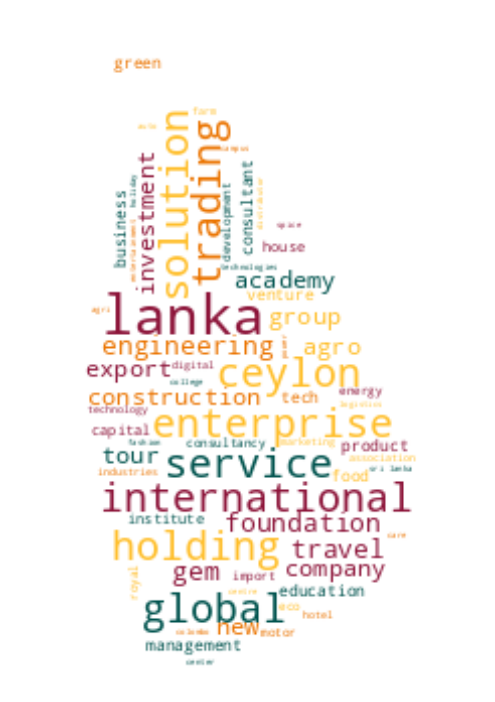 green
auto
farm
solution
trading
campus
investment
business
holiday
entertainment
development
consultant
distributor
spice
house
technologies
academy
venture
agri
lanka
group
engineering
power
agro
export
digital
ceylon
college
construction
tech
energy
logistics
technology
capital
enterprise
fashion
consultancy
marketing
product
tour
service
association
industries
food
sri lanka
international
institute
foundation
care
holding
travel
gem
import
company
royal
centre
education
global
eco
hotel
colombo
new
motor
management
center